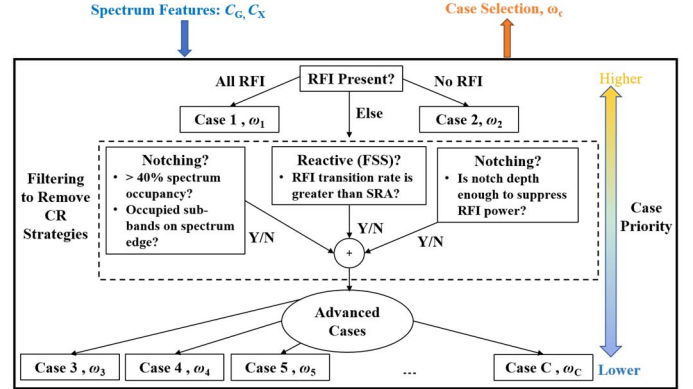 Spectrum Features: C_G, C_X
Case Selection, ω_c
RFI Present?
All RFI
No RFI
Higher
Case 1 , ω_1
Else
Case 2, ω_2
Filtering
to Remove
CR
Strategies
Notching?
• > 40% spectrum
occupancy?
• Occupied sub-
bands on spectrum
edge?
Reactive (FSS)?
• RFI transition rate is
greater than SRA?
Notching?
• Is notch depth
enough to suppress
RFI power?
Case
Priority
Y/N
Y/N
Y/N
+
Advanced
Cases
Case 3 , ω_3
Case 4 , ω_4
Case 5 , ω_5
...
Case C , ω_C
Lower